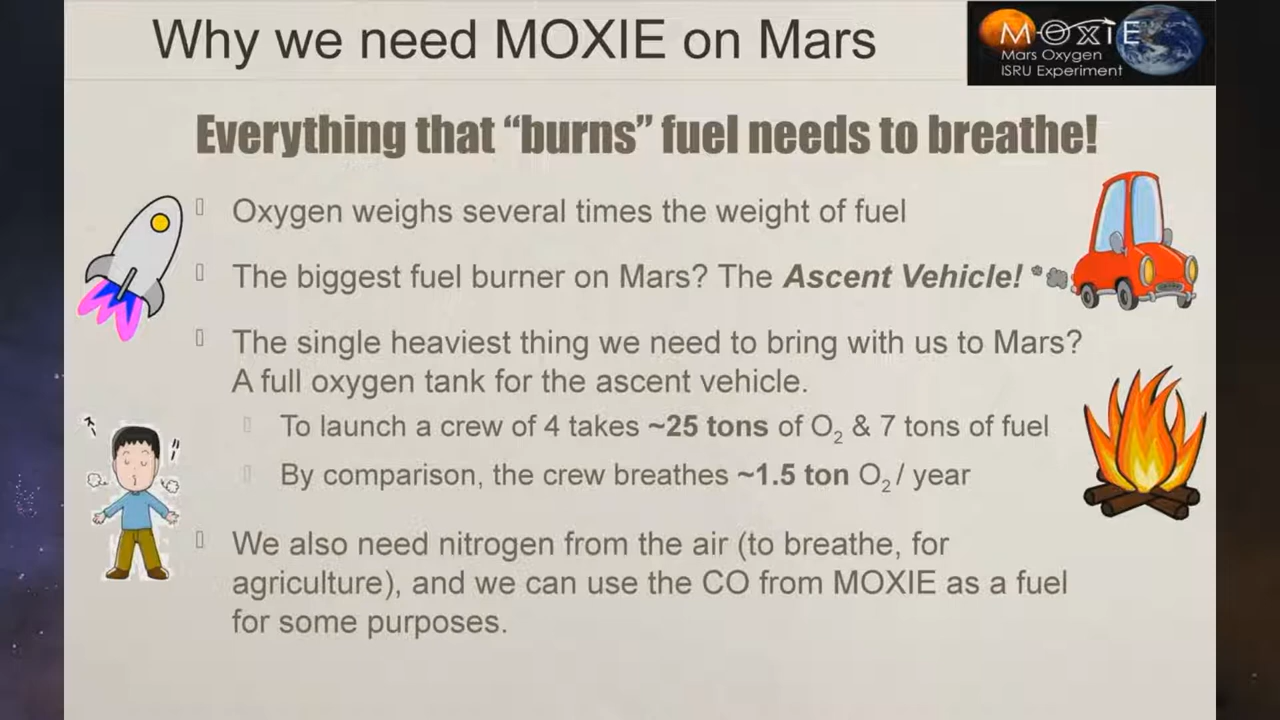 Why we need MOXIE on Mars
MOXiE
Mars Oxygen
ISRU Experiment
Everything that “burns” fuel needs to breathe!
Oxygen weighs several times the weight of fuel
The biggest fuel burner on Mars? The Ascent Vehicle!
The single heaviest thing we need to bring with us to Mars?
A full oxygen tank for the ascent vehicle.
To launch a crew of 4 takes ~25 tons of O₂ & 7 tons of fuel
By comparison, the crew breathes ~1.5 ton O₂ / year
We also need nitrogen from the air (to breathe, for
agriculture), and we can use the CO from MOXIE as a fuel
for some purposes.